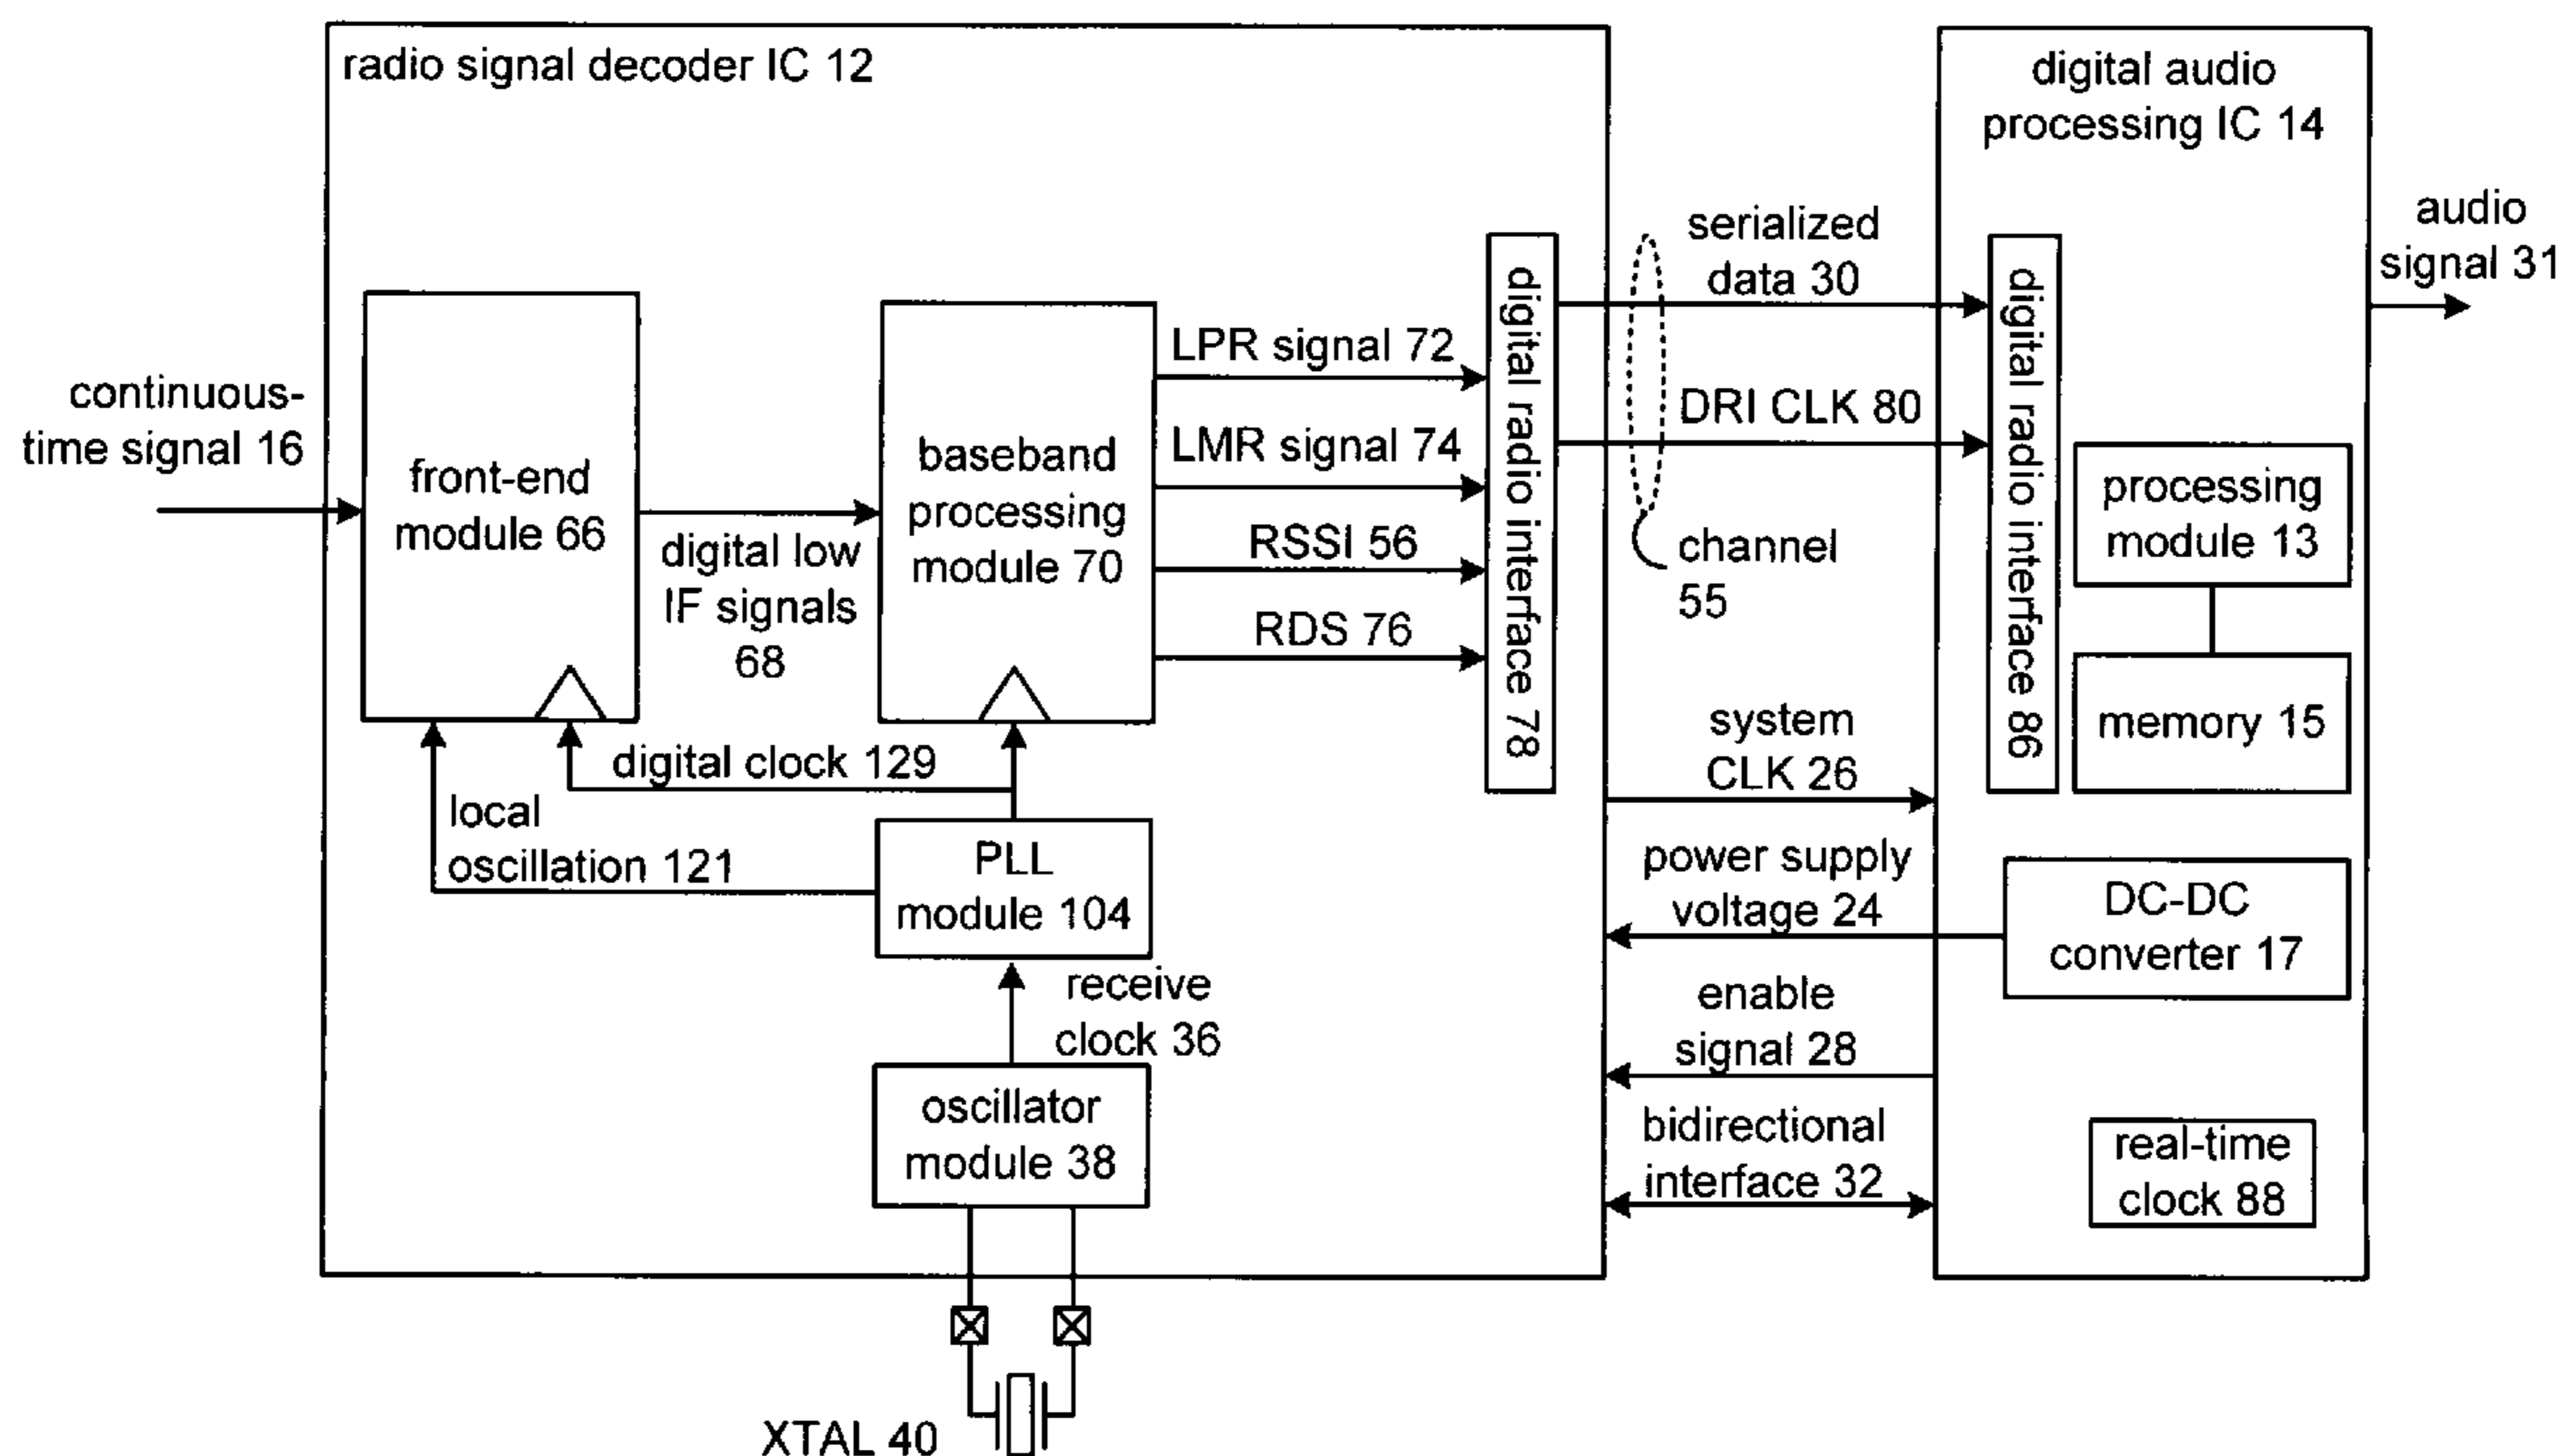 radio signal decoder IC 12
digital audio
processing IC 14
audio
signal 31
serialized
data 30
continuous-
time signal 16
front-end
module 66
digital low
IF signals
68
baseband
processing
module 70
LPR signal 72
LMR signal 74
RSSI 56
RDS 76
digital radio interface 78
DRI CLK 80
channel
55
digital radio interface 86
processing
module 13
memory 15
digital clock 129
local
oscillation 121
PLL
module 104
system
CLK 26
power supply
voltage 24
DC-DC
converter 17
receive
clock 36
enable
signal 28
oscillator
module 38
bidirectional
interface 32
real-time
clock 88
XTAL 40